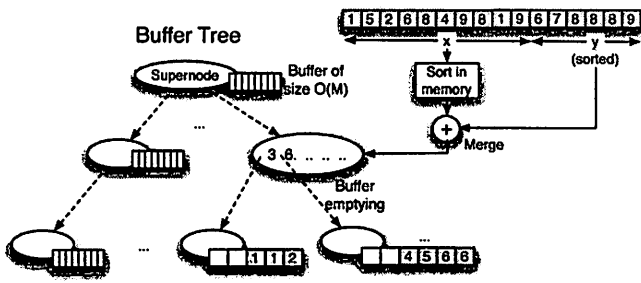 1 5 2 6 8 4 9 8 1 9 6 7 8 8 8 9
Buffer Tree
x
y
(sorted)
Supernode
Buffer of
size O(M)
Sort in
memory
...
+
Merge
3 6 .. .. .. ..
Buffer
emptying
...
1 1 2
...
4 5 6 6